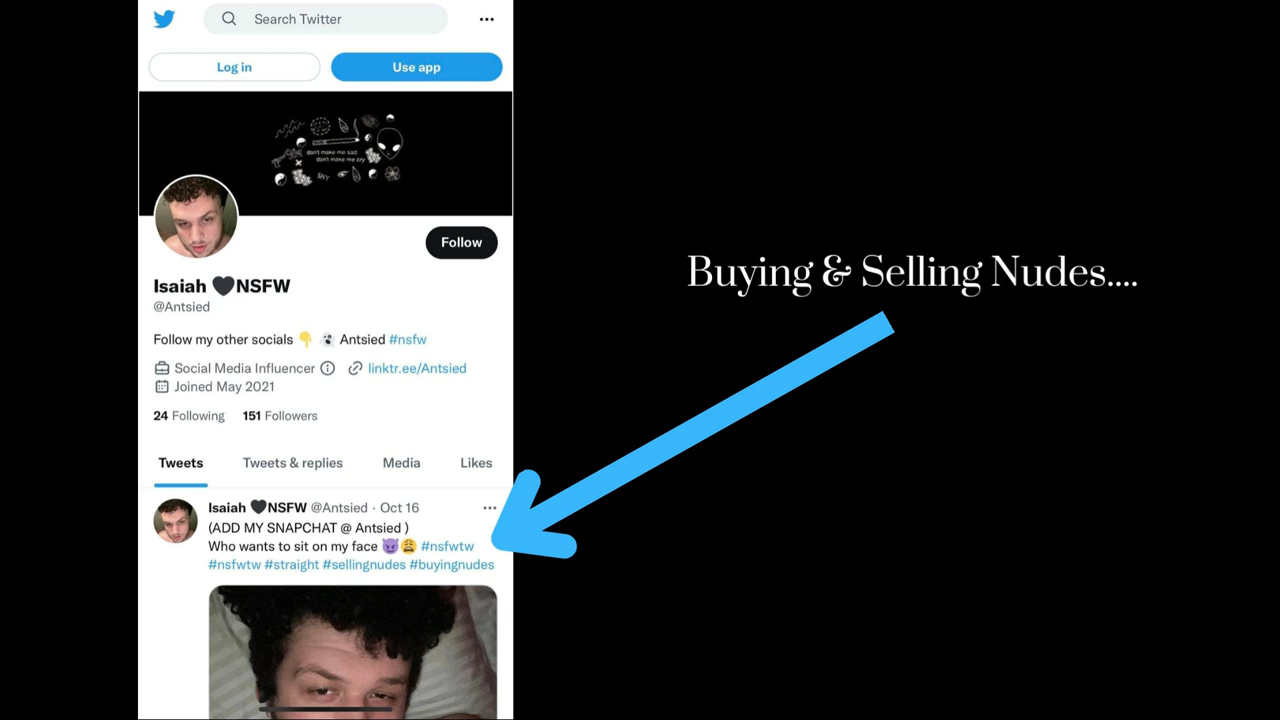 Search Twitter
Log in
Use app
don't make me sad
don't make me cry
Follow
Isaiah 🖤NSFW
@Antsied
Follow my other socials 👇 👻 Antsied #nsfw
Social Media Influencer linktr.ee/Antsied
Joined May 2021
24 Following 151 Followers
Tweets Tweets & replies Media Likes
Isaiah 🖤NSFW @Antsied · Oct 16
(ADD MY SNAPCHAT @ Antsied )
Who wants to sit on my face 😈😩 #nsfwtw
#nsfwtw #straight #sellingnudes #buyingnudes
Buying & Selling Nudes....